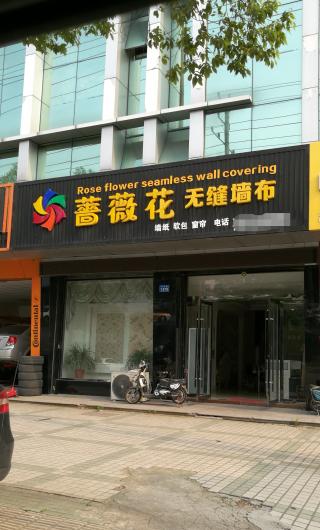 Rose flower seamless wall covering
蔷薇花 无缝墙布
墙纸 软包 窗帘 电话
Continental